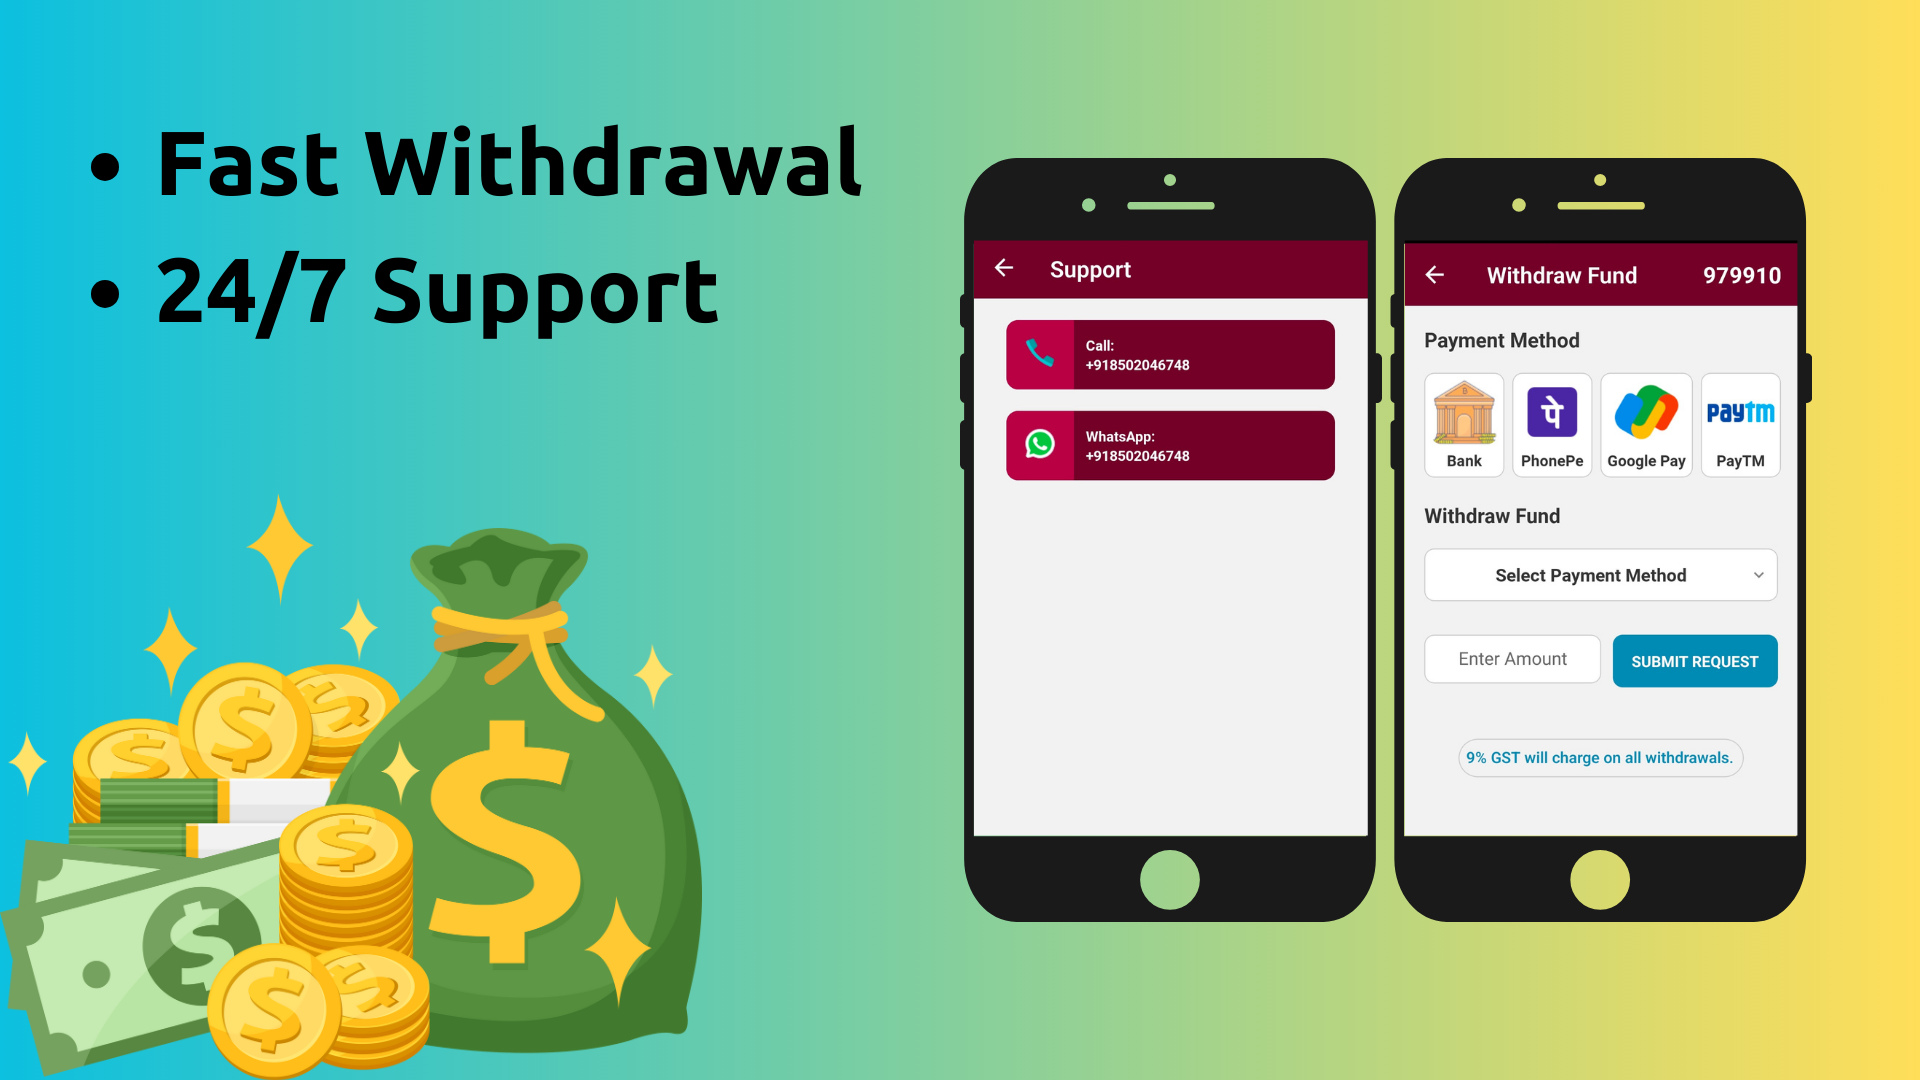 • Fast Withdrawal
• 24/7 Support
Support
Call:
+918502046748
WhatsApp:
+918502046748
Withdraw Fund 979910
Payment Method
पे
paytm
Bank PhonePe Google Pay PayTM
Withdraw Fund
Select Payment Method
Enter Amount SUBMIT REQUEST
9% GST will charge on all withdrawals.